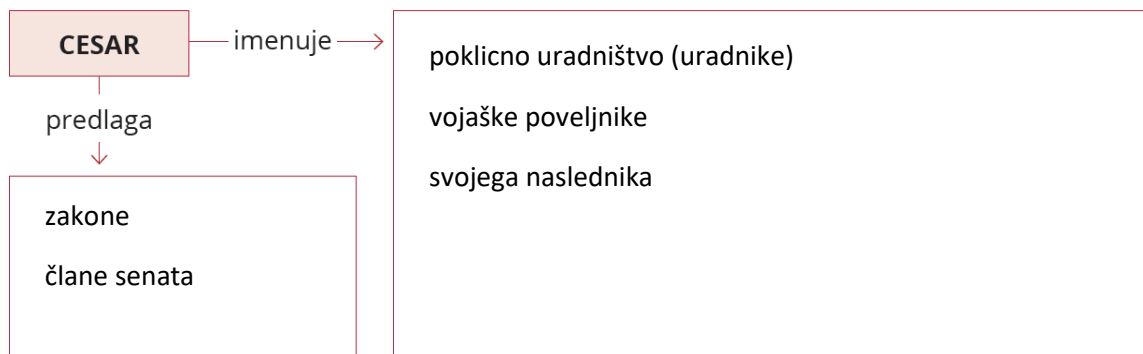 CESAR
imenuje
poklicno uradništvo (uradnike)
vojaške poveljnike
svojega naslednika
predlaga
zakone
člane senata